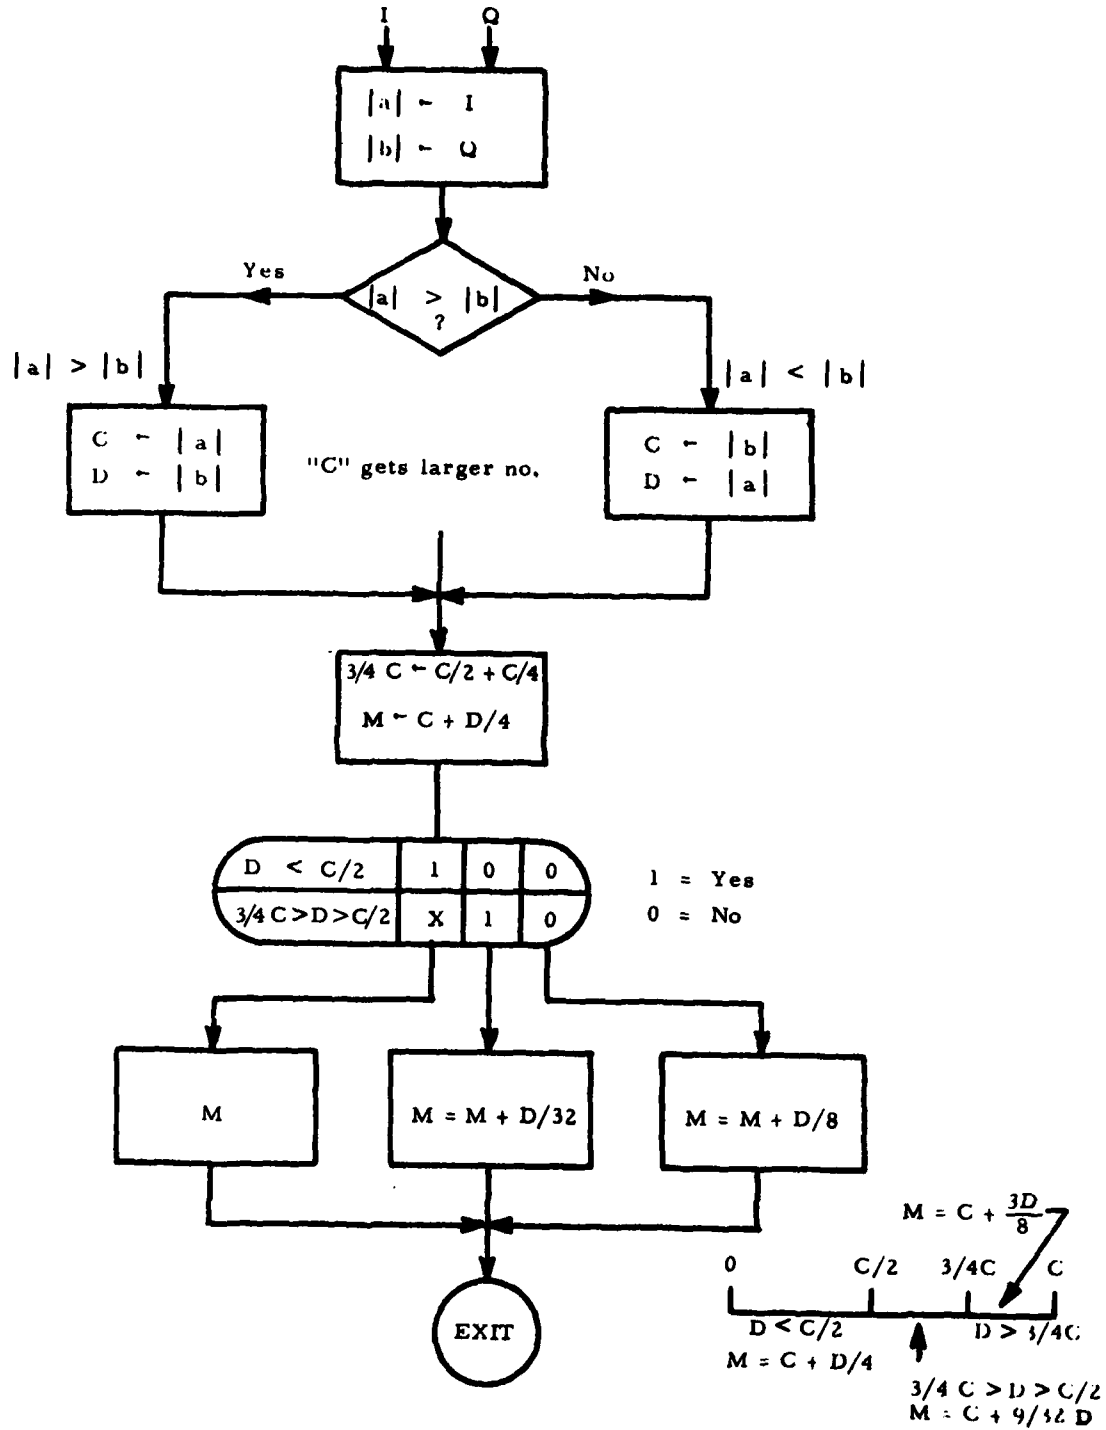 I Q
|a| ← I
|b| ← Q
Yes
No
|a| > |b|
?
|a| > |b|
|a| < |b|
C ← |a|
D ← |b|
"C" gets larger no.
C ← |b|
D ← |a|
3/4 C ← C/2 + C/4
M ← C + D/4
D < C/2 1 0 0
3/4 C > D > C/2 X 1 0
1 = Yes
0 = No
M
M = M + D/32
M = M + D/8
EXIT
M = C + 3D/8
0 C/2 3/4C C
D < C/2
M = C + D/4
D > 3/4C
3/4 C > D > C/2
M = C + 9/32 D